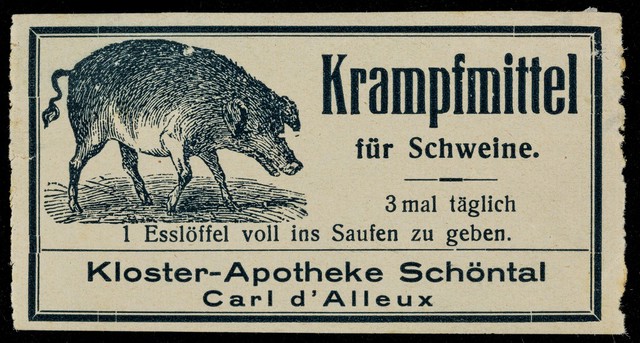 Krampfmittel
für Schweine.
3 mal täglich
1 Esslöffel voll ins Saufen zu geben.
Kloster-Apotheke Schöntal
Carl d'Alleux